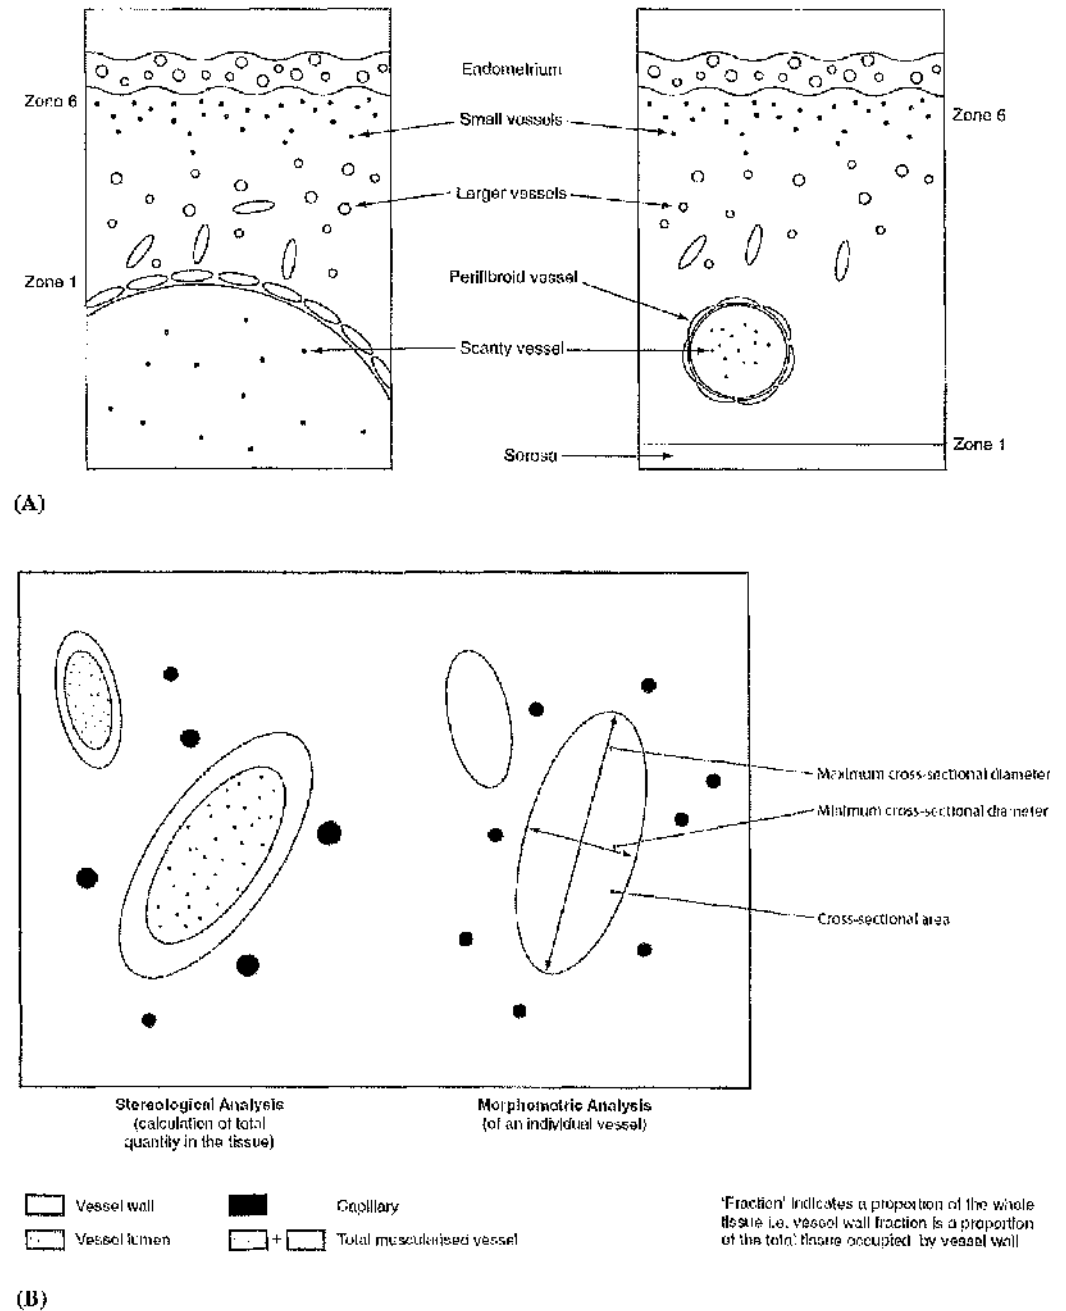 Endometrium
Zone 6
Zone 6
Small vessels
Larger vessels
Zone 1
Perifibroid vessel
Scanty vessel
Zone 1
Serosa
(A)
Maximum cross-sectional diameter
Minimum cross-sectional diameter
Cross-sectional area
Stereological Analysis
(calculation of total
quantity in the tissue)
Morphometric Analysis
(of an individual vessel)
Vessel wall
Capillary
Vessel lumen
+
Total muscularised vessel
'Fraction' indicates a proportion of the whole
tissue i.e. vessel wall fraction is a proportion
of the total tissue occupied by vessel wall
(B)